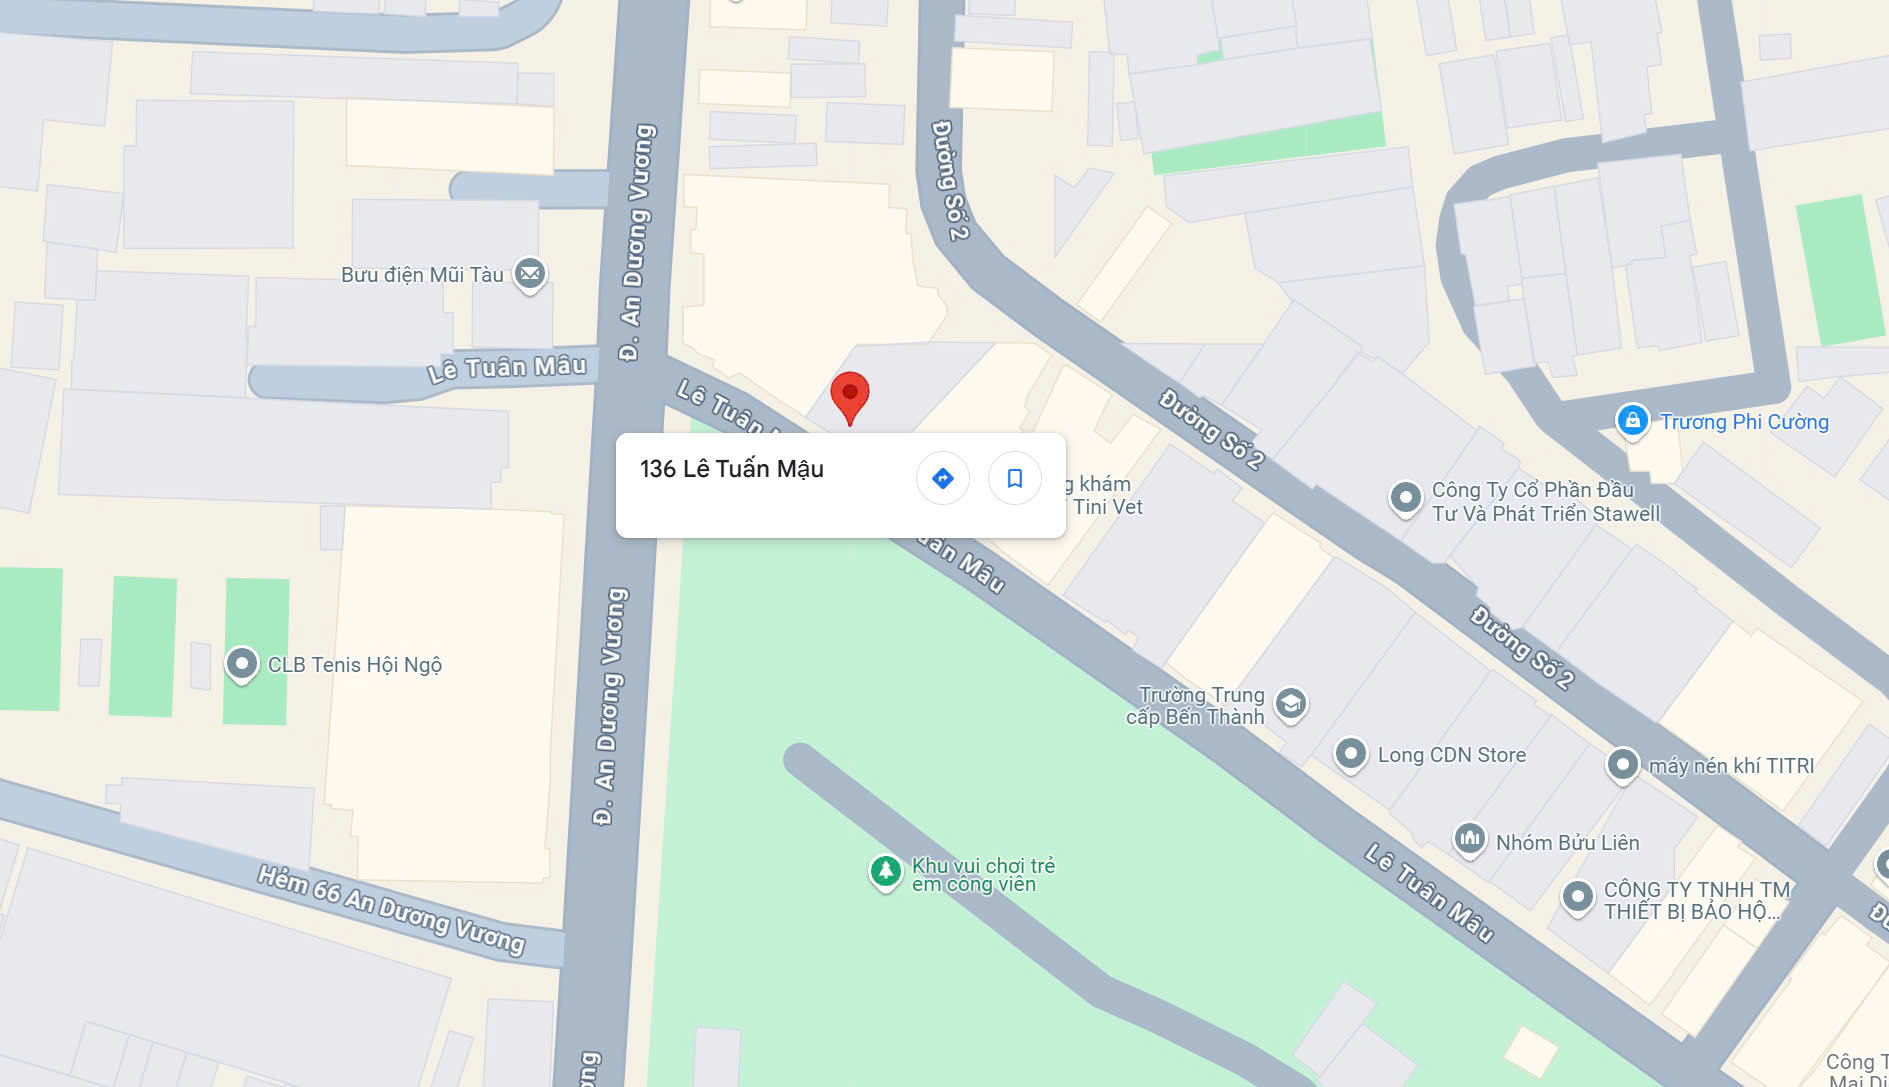 Đ. An Dương Vương
Đường Số 2
Bưu điện Mũi Tàu
Lê Tuấn Mậu
Lê Tuấn
136 Lê Tuấn Mậu
g khám
Tini Vet
Mậu
Đường Số 2
Trương Phi Cường
Công Ty Cổ Phần Đầu
Tư Và Phát Triển Stawell
Đ. An Dương Vương
CLB Tenis Hội Ngộ
Đường Số 2
Trường Trung
cấp Bến Thành
Long CDN Store
máy nén khí TITRI
Nhóm Bửu Liên
Lê Tuấn Mậu
CÔNG TY TNHH TM
THIẾT BỊ BẢO HỘ...
Khu vui chơi trẻ
em công viên
Hẻm 66 An Dương Vương
Công T